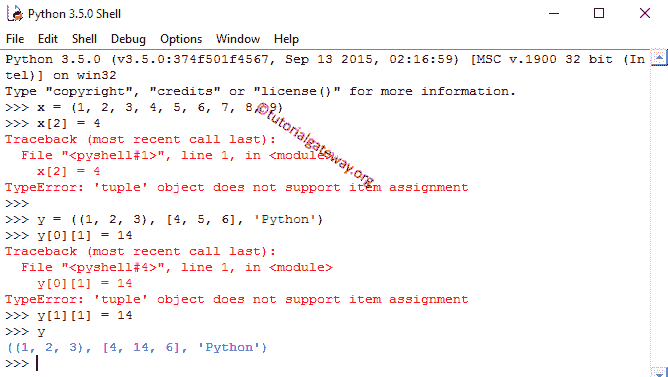 Python 3.5.0 Shell
File Edit Shell Debug Options Window Help
Python 3.5.0 (v3.5.0:374f501f4567, Sep 13 2015, 02:16:59) [MSC v.1900 32 bit (In
tel)] on win32
Type "copyright", "credits" or "license()" for more information.
>>> x = (1, 2, 3, 4, 5, 6, 7, 8, 9)
>>> x[2] = 4
Traceback (most recent call last):
  File "<pyshell#1>", line 1, in <module>
    x[2] = 4
TypeError: 'tuple' object does not support item assignment
>>>
>>> y = ((1, 2, 3), [4, 5, 6], 'Python')
>>> y[0][1] = 14
Traceback (most recent call last):
  File "<pyshell#4>", line 1, in <module>
    y[0][1] = 14
TypeError: 'tuple' object does not support item assignment
>>> y[1][1] = 14
>>> y
((1, 2, 3), [4, 14, 6], 'Python')
>>>
©tutorialgateway.org